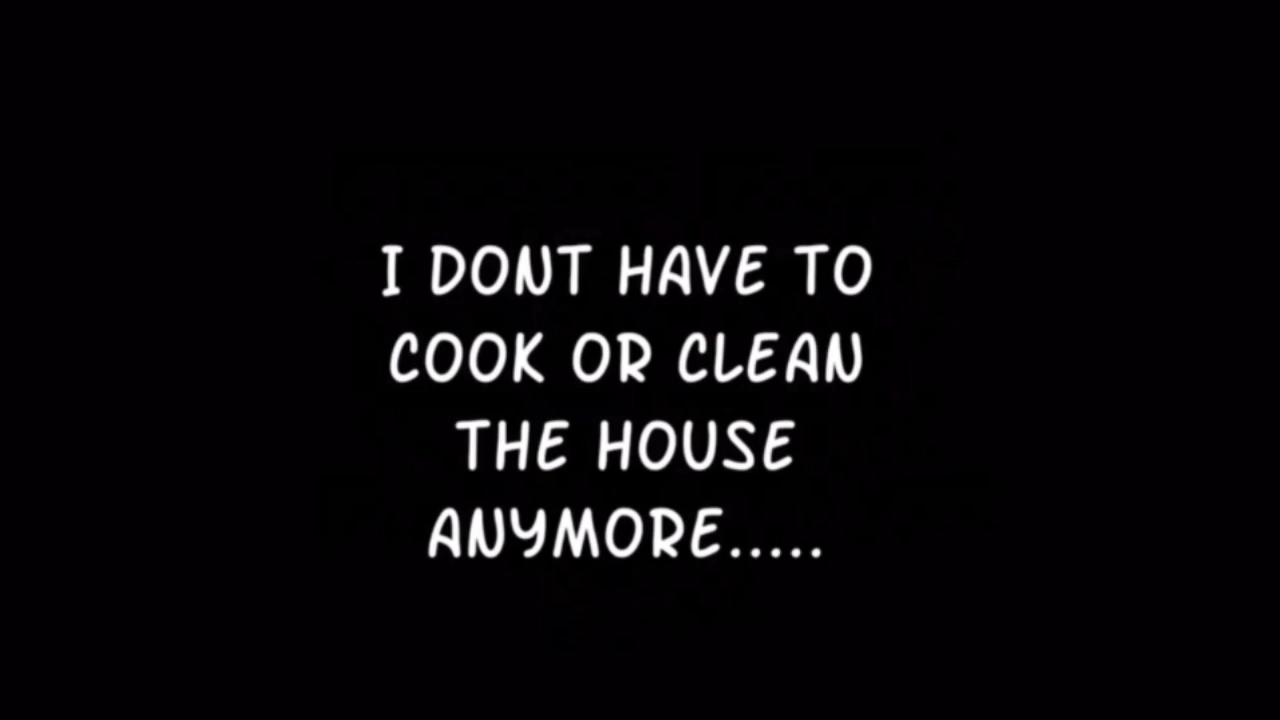 I DONT HAVE TO
COOK OR CLEAN
THE HOUSE
ANYMORE.....